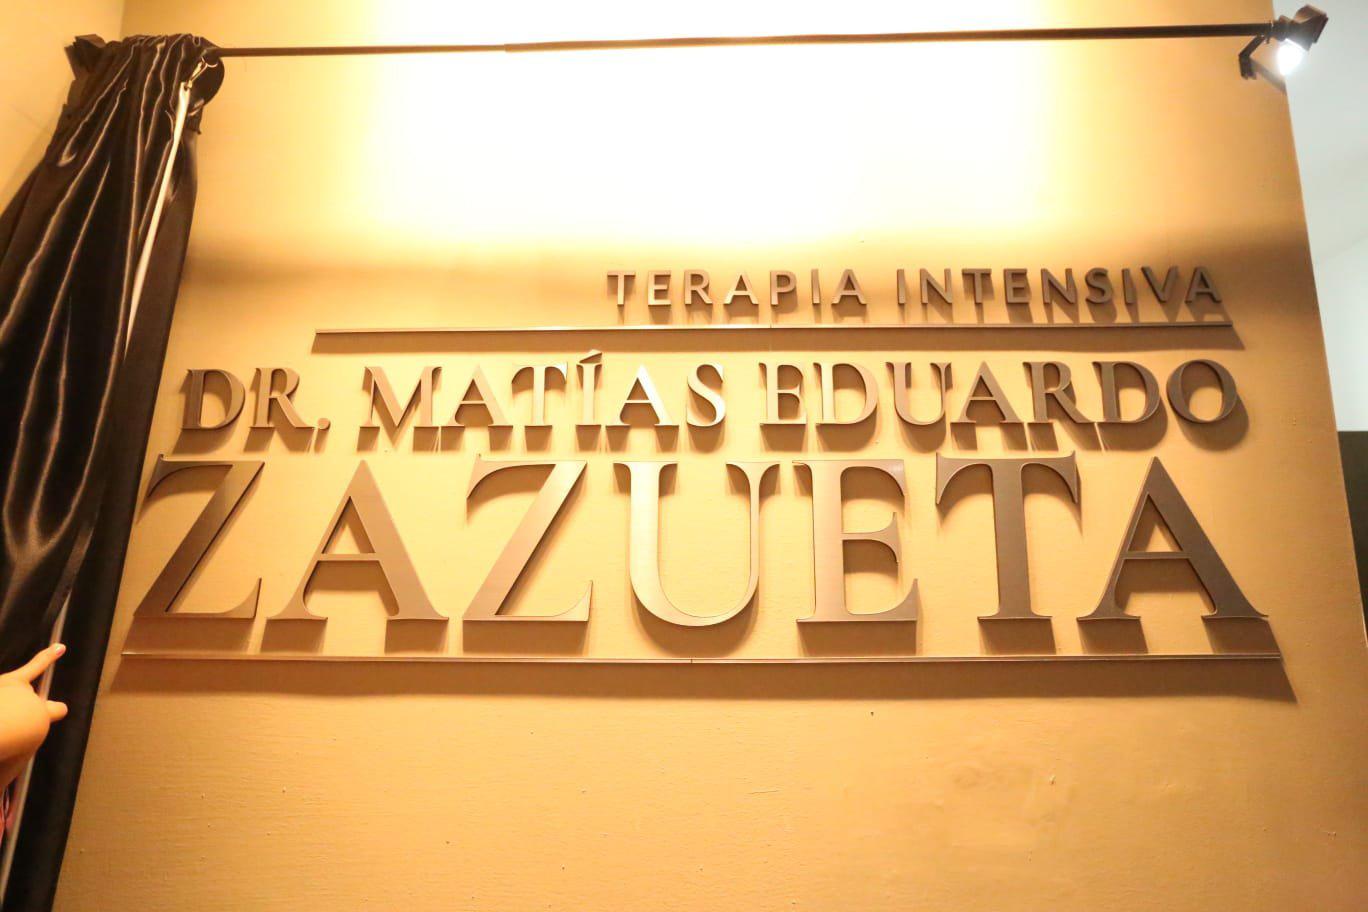 TERAPIA INTENSIVA
DR. MATÍAS EDUARDO
ZAZUETA